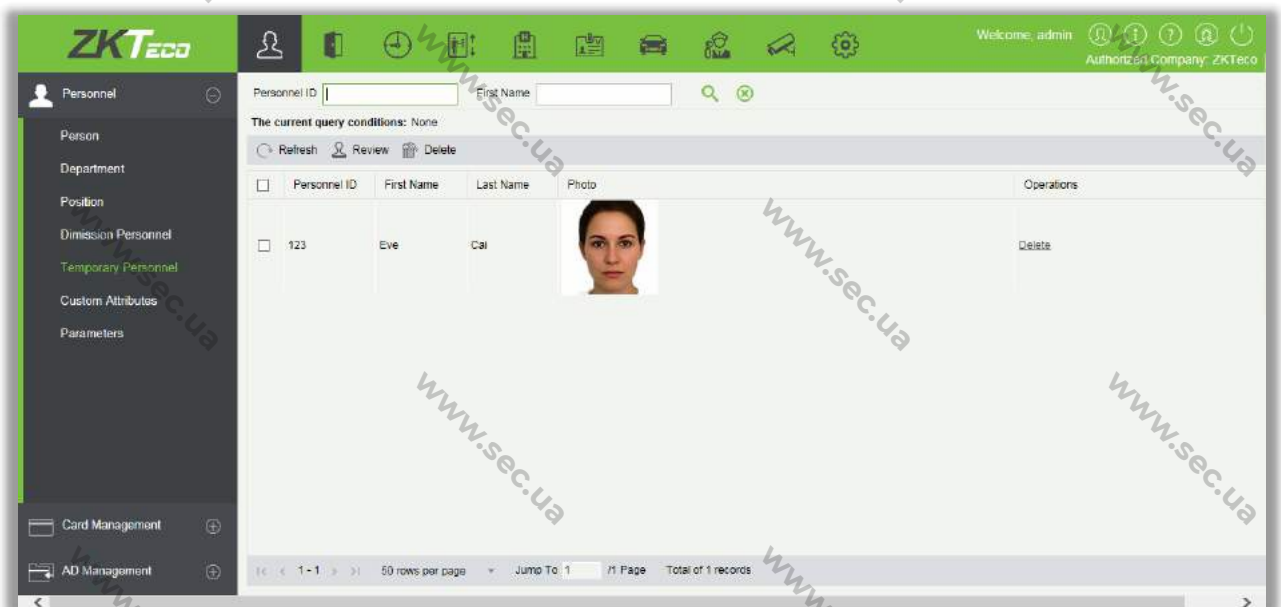 ZKTECO
Welcome, admin
Authorized Company: ZKTeco
Personnel
Person
Department
Position
Dimission Personnel
Temporary Personnel
Custom Attributes
Parameters
Card Management
AD Management
Personnel ID First Name
The current query conditions: None
Refresh Review Delete
Personnel ID First Name Last Name Photo Operations
123 Eve Cai Delete
1-1 50 rows per page Jump To 1 /1 Page Total of 1 records
www.sec.ua
www.sec.ua
www.sec.ua
www.sec.ua
www.sec.ua
www.sec.ua